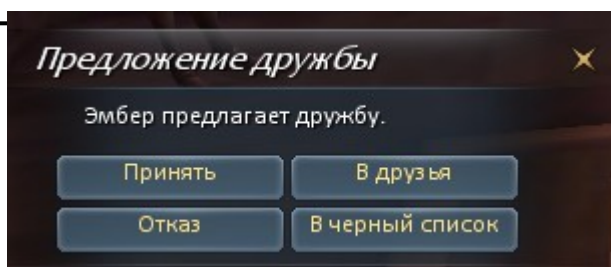 Предложение дружбы
Эмбер предлагает дружбу.
Принять
В друзья
Отказ
В черный список